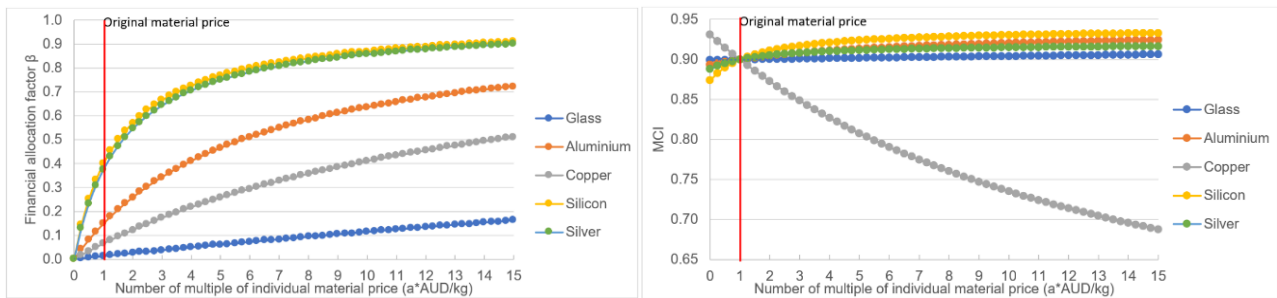 Original material price
1.0
0.9
0.8
0.7
0.6
0.5
0.4
0.3
0.2
0.1
0.0
Financial allocation factor β
0 1 2 3 4 5 6 7 8 9 10 11 12 13 14 15
Number of multiple of individual material price (a*AUD/kg)
Glass
Aluminium
Copper
Silicon
Silver
Original material price
0.95
0.90
0.85
0.80
0.75
0.70
0.65
MCI
0 1 2 3 4 5 6 7 8 9 10 11 12 13 14 15
Number of multiple of individual material price (a*AUD/kg)
Glass
Aluminium
Copper
Silicon
Silver